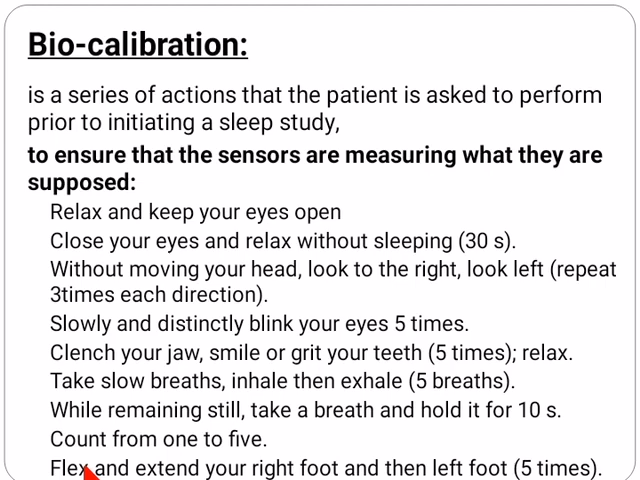 Bio-calibration:
is a series of actions that the patient is asked to perform
prior to initiating a sleep study,
to ensure that the sensors are measuring what they are
supposed:
Relax and keep your eyes open
Close your eyes and relax without sleeping (30 s).
Without moving your head, look to the right, look left (repeat
3times each direction).
Slowly and distinctly blink your eyes 5 times.
Clench your jaw, smile or grit your teeth (5 times); relax.
Take slow breaths, inhale then exhale (5 breaths).
While remaining still, take a breath and hold it for 10 s.
Count from one to five.
Flex and extend your right foot and then left foot (5 times).